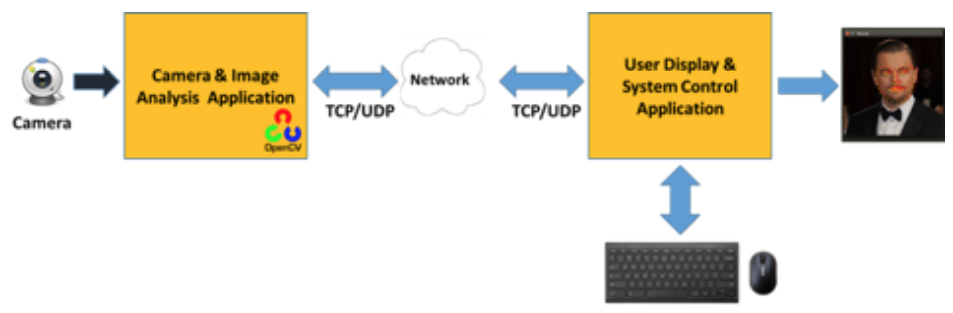 Camera
Camera & Image
Analysis Application
OpenCV
TCP/UDP
Network
TCP/UDP
User Display &
System Control
Application